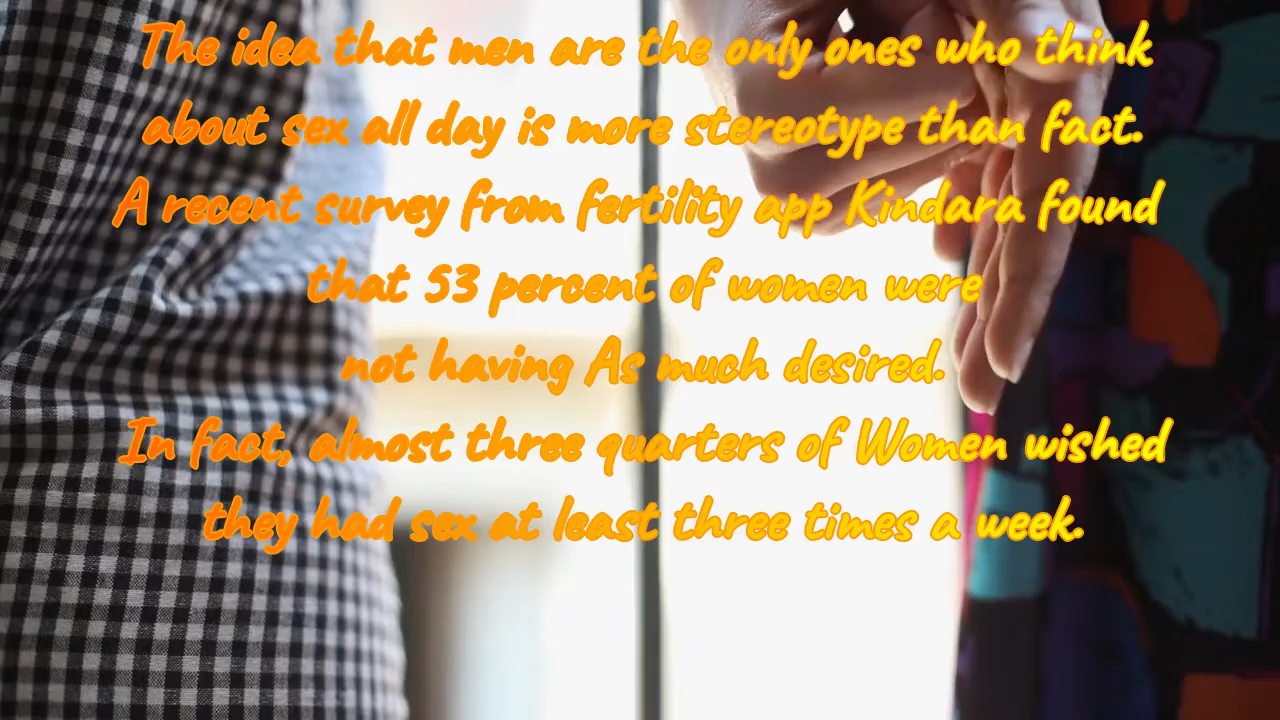 The idea that men are the only ones who think
about sex all day is more stereotype than fact.
A recent survey from fertility app Kindara found
that 53 percent of women were
not having As much desired.
In fact, almost three quarters of Women wished
they had sex at least three times a week.